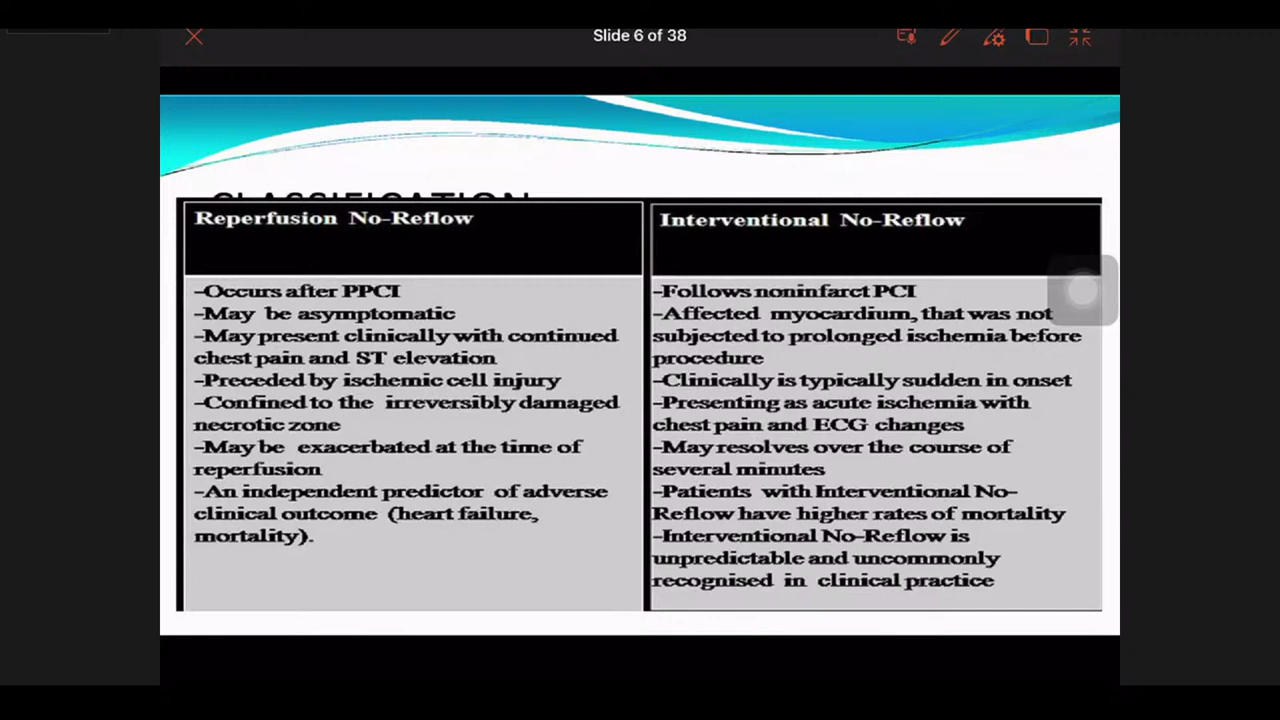 Slide 6 of 38
CLASSIFICATION
Reperfusion No-Reflow
-Occurs after PPCI
-May be asymptomatic
-May present clinically with continued
chest pain and ST elevation
-Preceded by ischemic cell injury
-Confined to the irreversibly damaged
necrotic zone
-May be exacerbated at the time of
reperfusion
-An independent predictor of adverse
clinical outcome (heart failure,
mortality).
Interventional No-Reflow
-Follows noninfarct PCI
-Affected myocardium, that was not
subjected to prolonged ischemia before
procedure
-Clinically is typically sudden in onset
-Presenting as acute ischemia with
chest pain and ECG changes
-May resolves over the course of
several minutes
-Patients with Interventional No-
Reflow have higher rates of mortality
-Interventional No-Reflow is
unpredictable and uncommonly
recognised in clinical practice